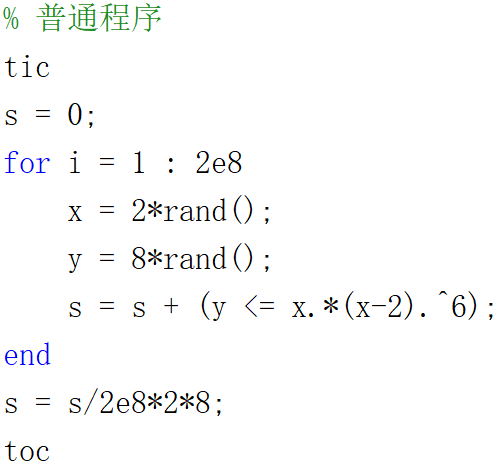 % 普通程序
tic
s = 0;
for i = 1 : 2e8
    x = 2*rand();
    y = 8*rand();
    s = s + (y <= x.*(x-2).^6);
end
s = s/2e8*2*8;
toc